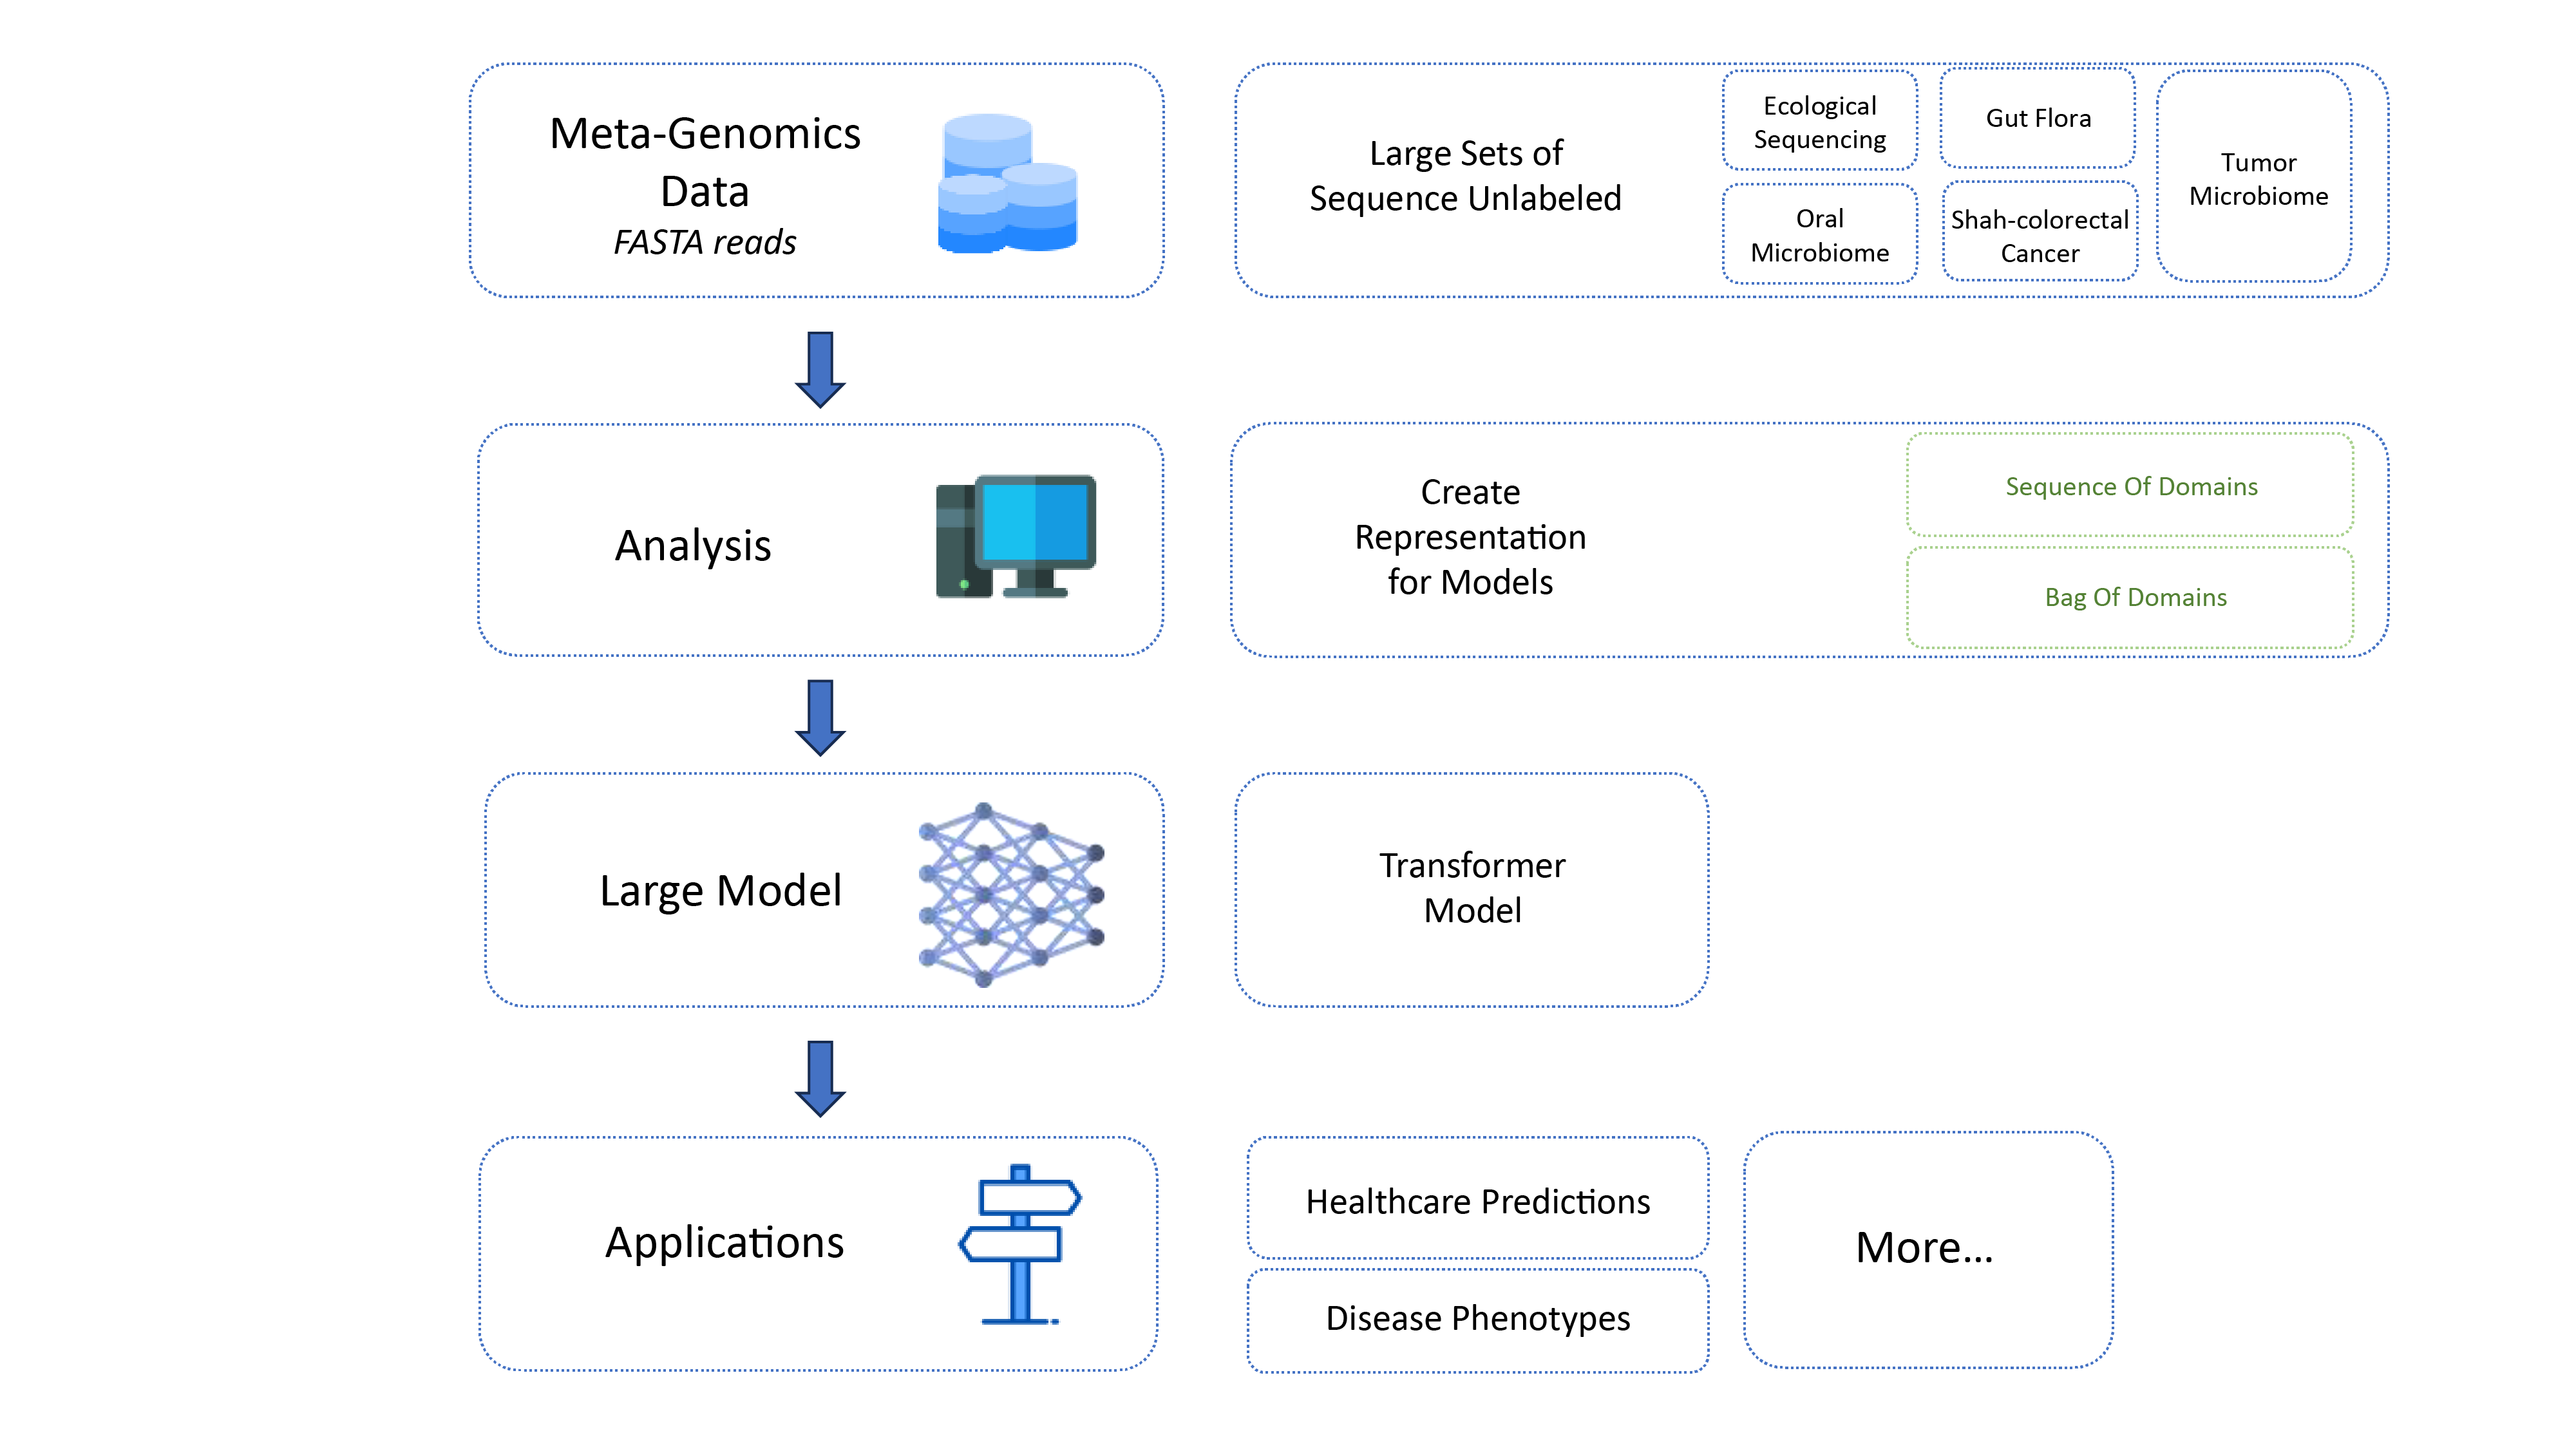 Meta-Genomics
Data
FASTA reads
Large Sets of
Sequence Unlabeled
Ecological
Sequencing
Gut Flora
Tumor
Microbiome
Oral
Microbiome
Shah-colorectal
Cancer
Analysis
Create
Representation
for Models
Sequence Of Domains
Bag Of Domains
Large Model
Transformer
Model
Applications
Healthcare Predictions
Disease Phenotypes
More...